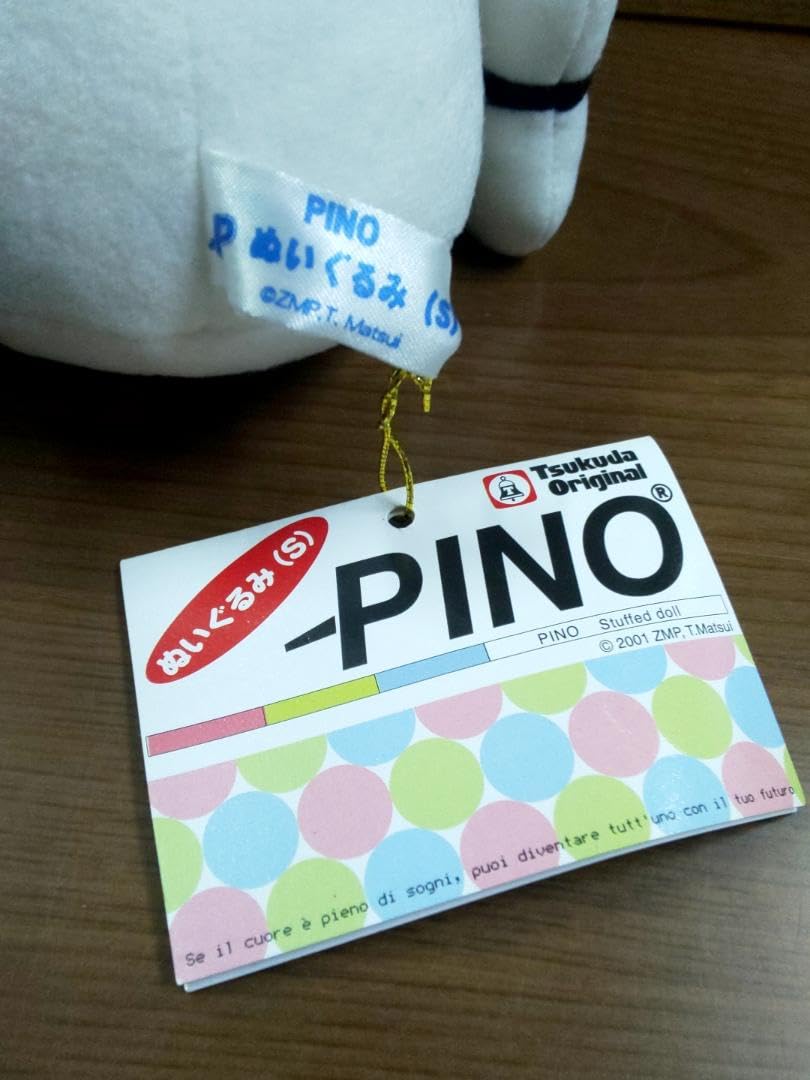 PINO
ぬいぐるみ (S)
©ZMP,T. Matsui
Tsukuda
Original
ぬいぐるみ (S)
PINO®
PINO Stuffed doll
© 2001 ZMP,T.Matsui
Se il cuore è pieno di sogni, puoi diventare tutt'uno con il tuo futuro